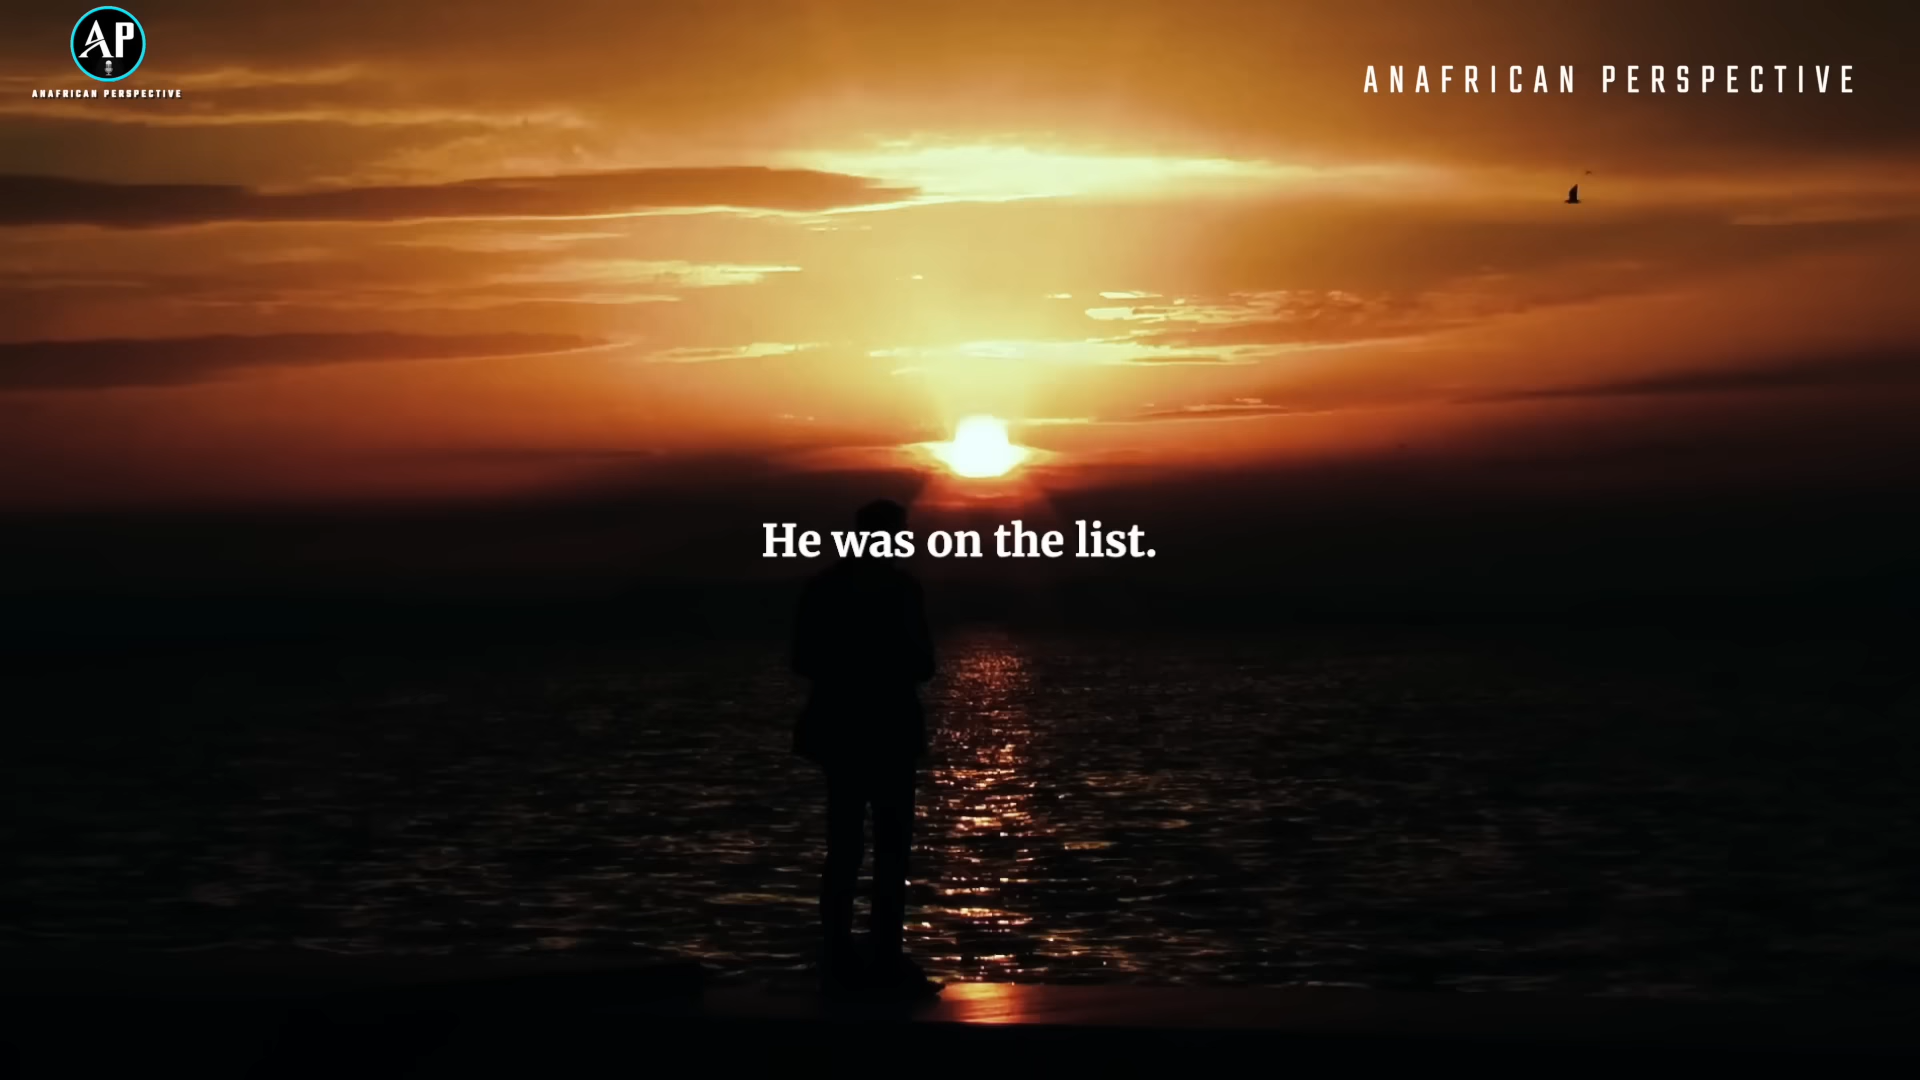 AP
ANAFRICAN PERSPECTIVE
ANAFRICAN PERSPECTIVE
He was on the list.